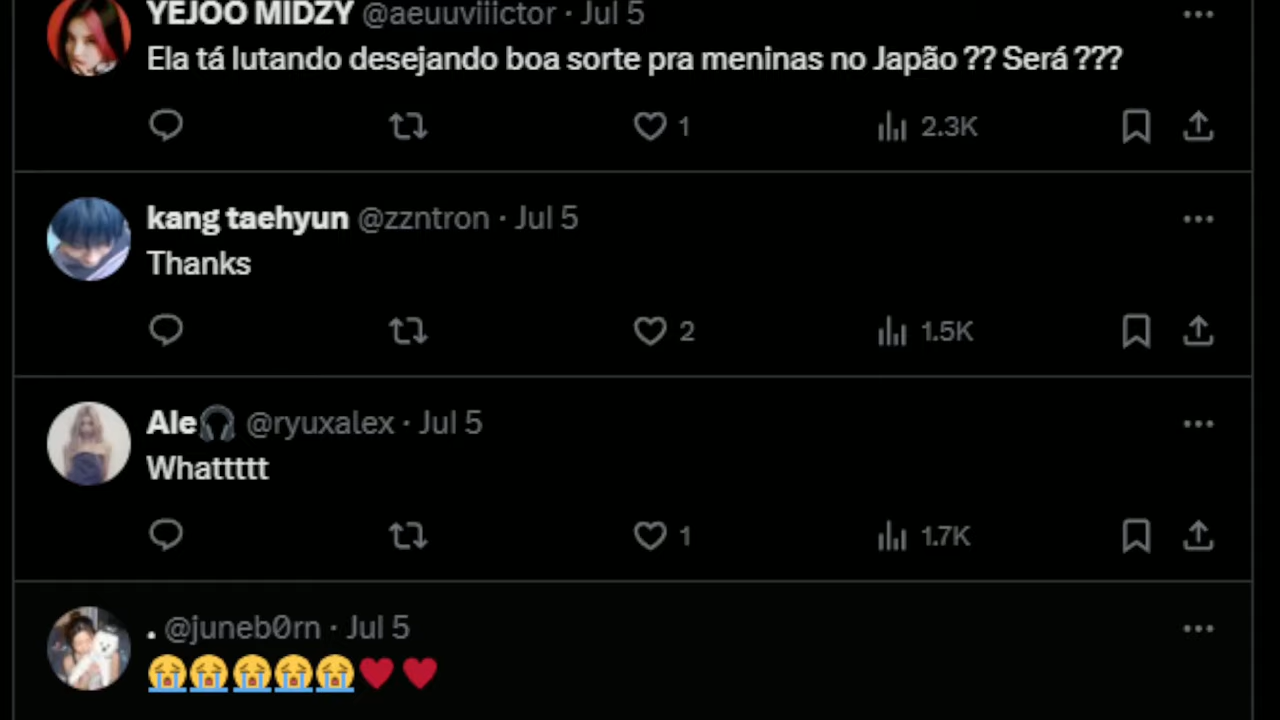 YEJOO MIDZY @aeuuviiictor · Jul 5
Ela tá lutando desejando boa sorte pra meninas no Japão ?? Será ???
1 2.3K
kang taehyun @zzntron · Jul 5
Thanks
2 1.5K
Ale🎧 @ryuxalex · Jul 5
Whattttt
1 1.7K
. @juneb0rn · Jul 5
😭😭😭😭😭♥️♥️